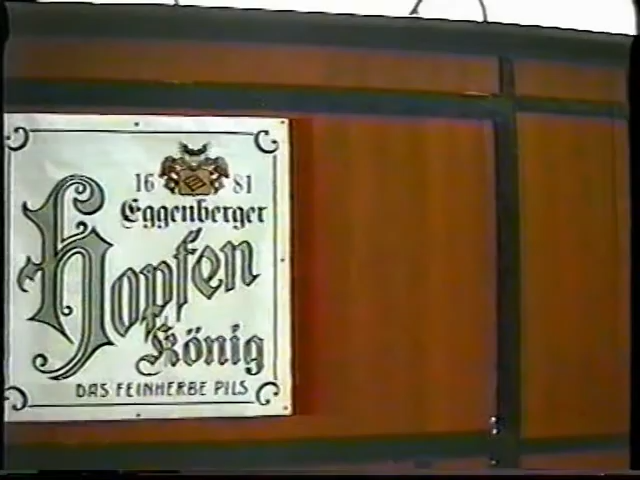 16 81
Eggenberger
Hopfen
König
DAS FEINHERBE PILS